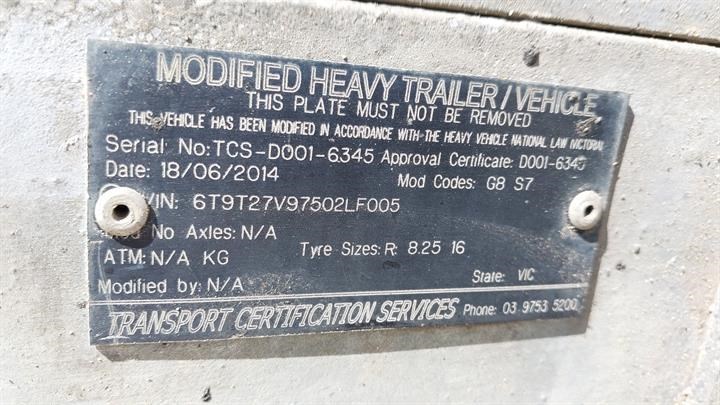 MODIFIED HEAVY TRAILER/VEHICLE
THIS PLATE MUST NOT BE REMOVED
THIS VEHICLE HAS BEEN MODIFIED IN ACCORDANCE WITH THE HEAVY VEHICLE NATIONAL LAW (VICTORIA)
Serial No: TCS-D001-6345 Approval Certificate: D001-6345
Date: 18/06/2014 Mod Codes: G8 S7
VIN: 6T9T27V97502LF005
No Axles: N/A Tyre Sizes: R: 8.25 16
ATM: N/A KG
Modified by: N/A State: VIC
TRANSPORT CERTIFICATION SERVICES Phone: 03 9753 5200